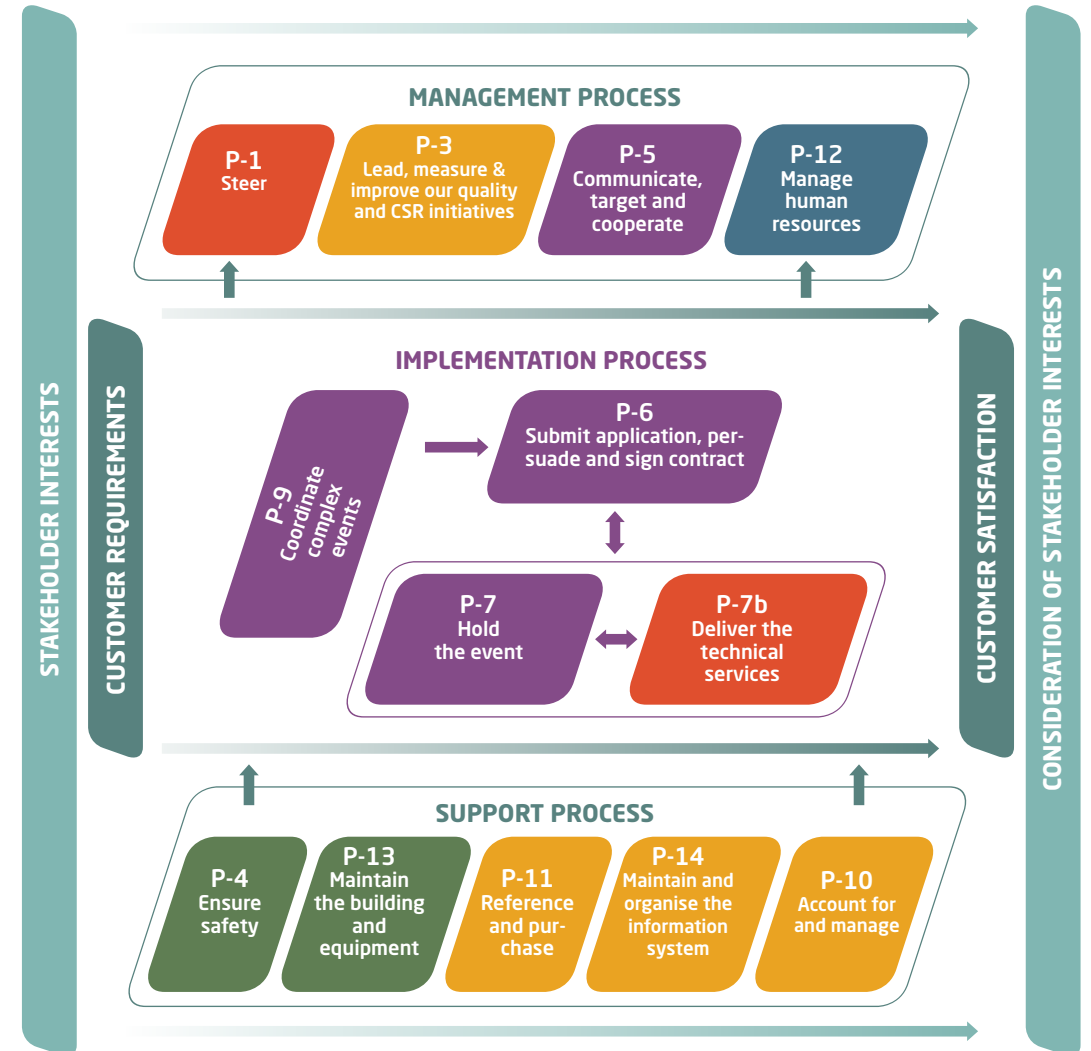 STAKEHOLDER INTERESTS
CUSTOMER REQUIREMENTS
MANAGEMENT PROCESS
P-1
Steer
P-3
Lead, measure &
improve our quality
and CSR initiatives
P-5
Communicate,
target and
cooperate
P-12
Manage
human
resources
IMPLEMENTATION PROCESS
P-9
Coordinate
complex
events
P-6
Submit application, per-
suade and sign contract
P-7
Hold
the event
P-7b
Deliver the
technical
services
SUPPORT PROCESS
P-4
Ensure
safety
P-13
Maintain
the building
and
equipment
P-11
Reference
and pur-
chase
P-14
Maintain and
organise the
information
system
P-10
Account for
and manage
CUSTOMER SATISFACTION
CONSIDERATION OF STAKEHOLDER INTERESTS